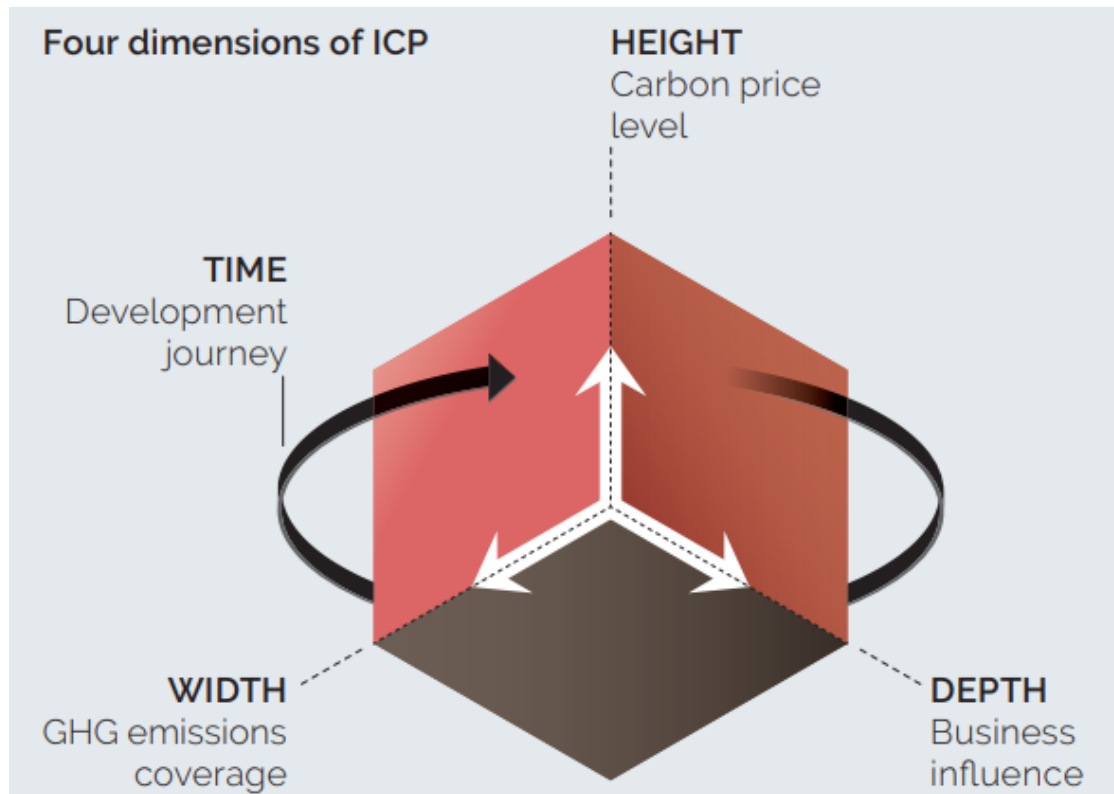 Four dimensions of ICP
HEIGHT
Carbon price
level
TIME
Development
journey
WIDTH
GHG emissions
coverage
DEPTH
Business
influence